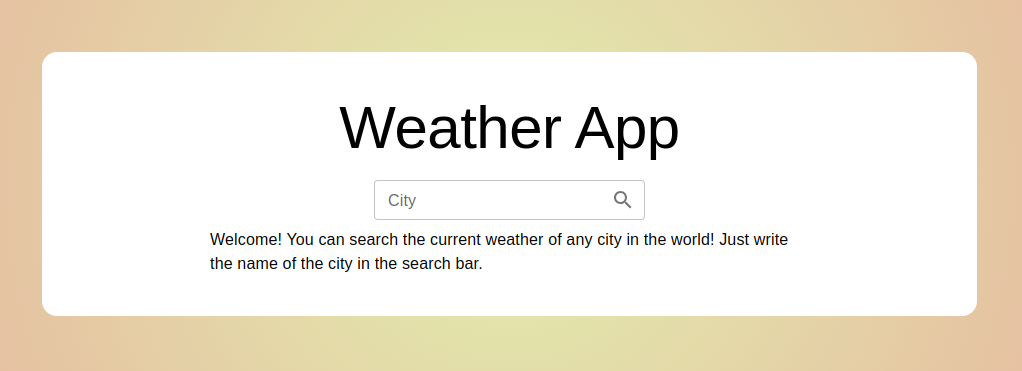 Weather App
City
Welcome! You can search the current weather of any city in the world! Just write
the name of the city in the search bar.